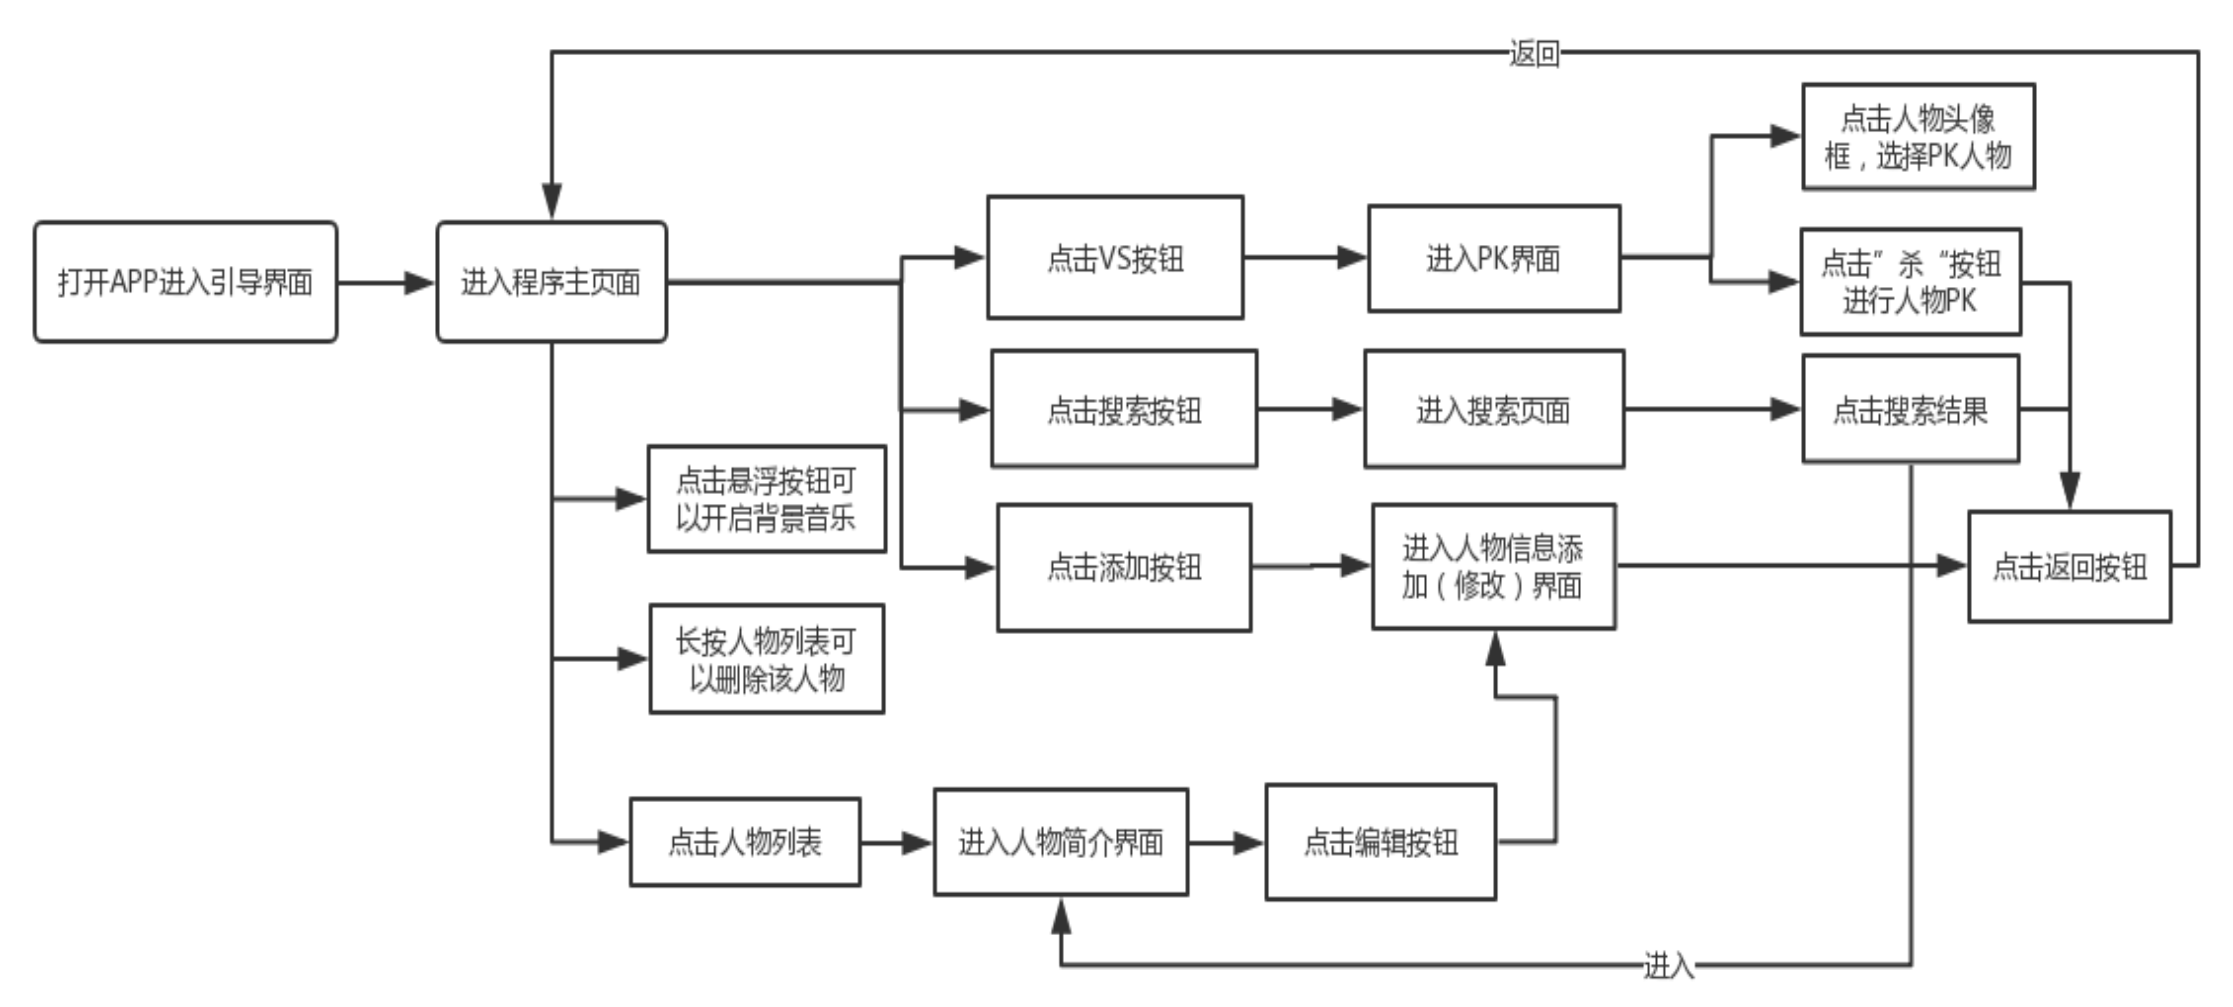 返回
点击人物头像
框，选择PK人物
打开APP进入引导界面
进入程序主页面
点击VS按钮
进入PK界面
点击”杀“按钮
进行人物PK
点击搜索按钮
进入搜索页面
点击搜索结果
点击悬浮按钮可
以开启背景音乐
点击添加按钮
进入人物信息添
加（修改）界面
点击返回按钮
长按人物列表可
以删除该人物
点击人物列表
进入人物简介界面
点击编辑按钮
进入